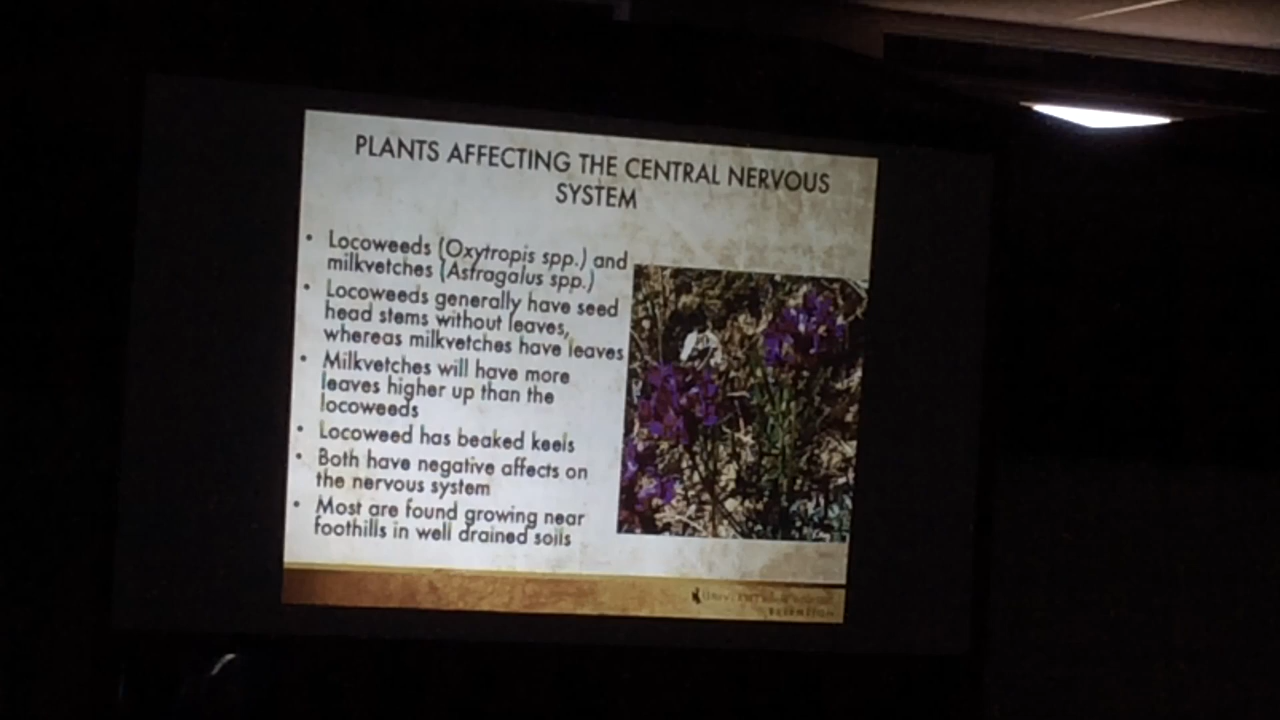 PLANTS AFFECTING THE CENTRAL NERVOUS
SYSTEM
• Locoweeds (Oxytropis spp.) and
milkvetches (Astragalus spp.)
• Locoweeds generally have seed
head stems without leaves,
whereas milkvetches have leaves
• Milkvetches will have more
leaves higher up than the
locoweeds
• Locoweed has beaked keels
• Both have negative affects on
the nervous system
• Most are found growing near
foothills in well drained soils